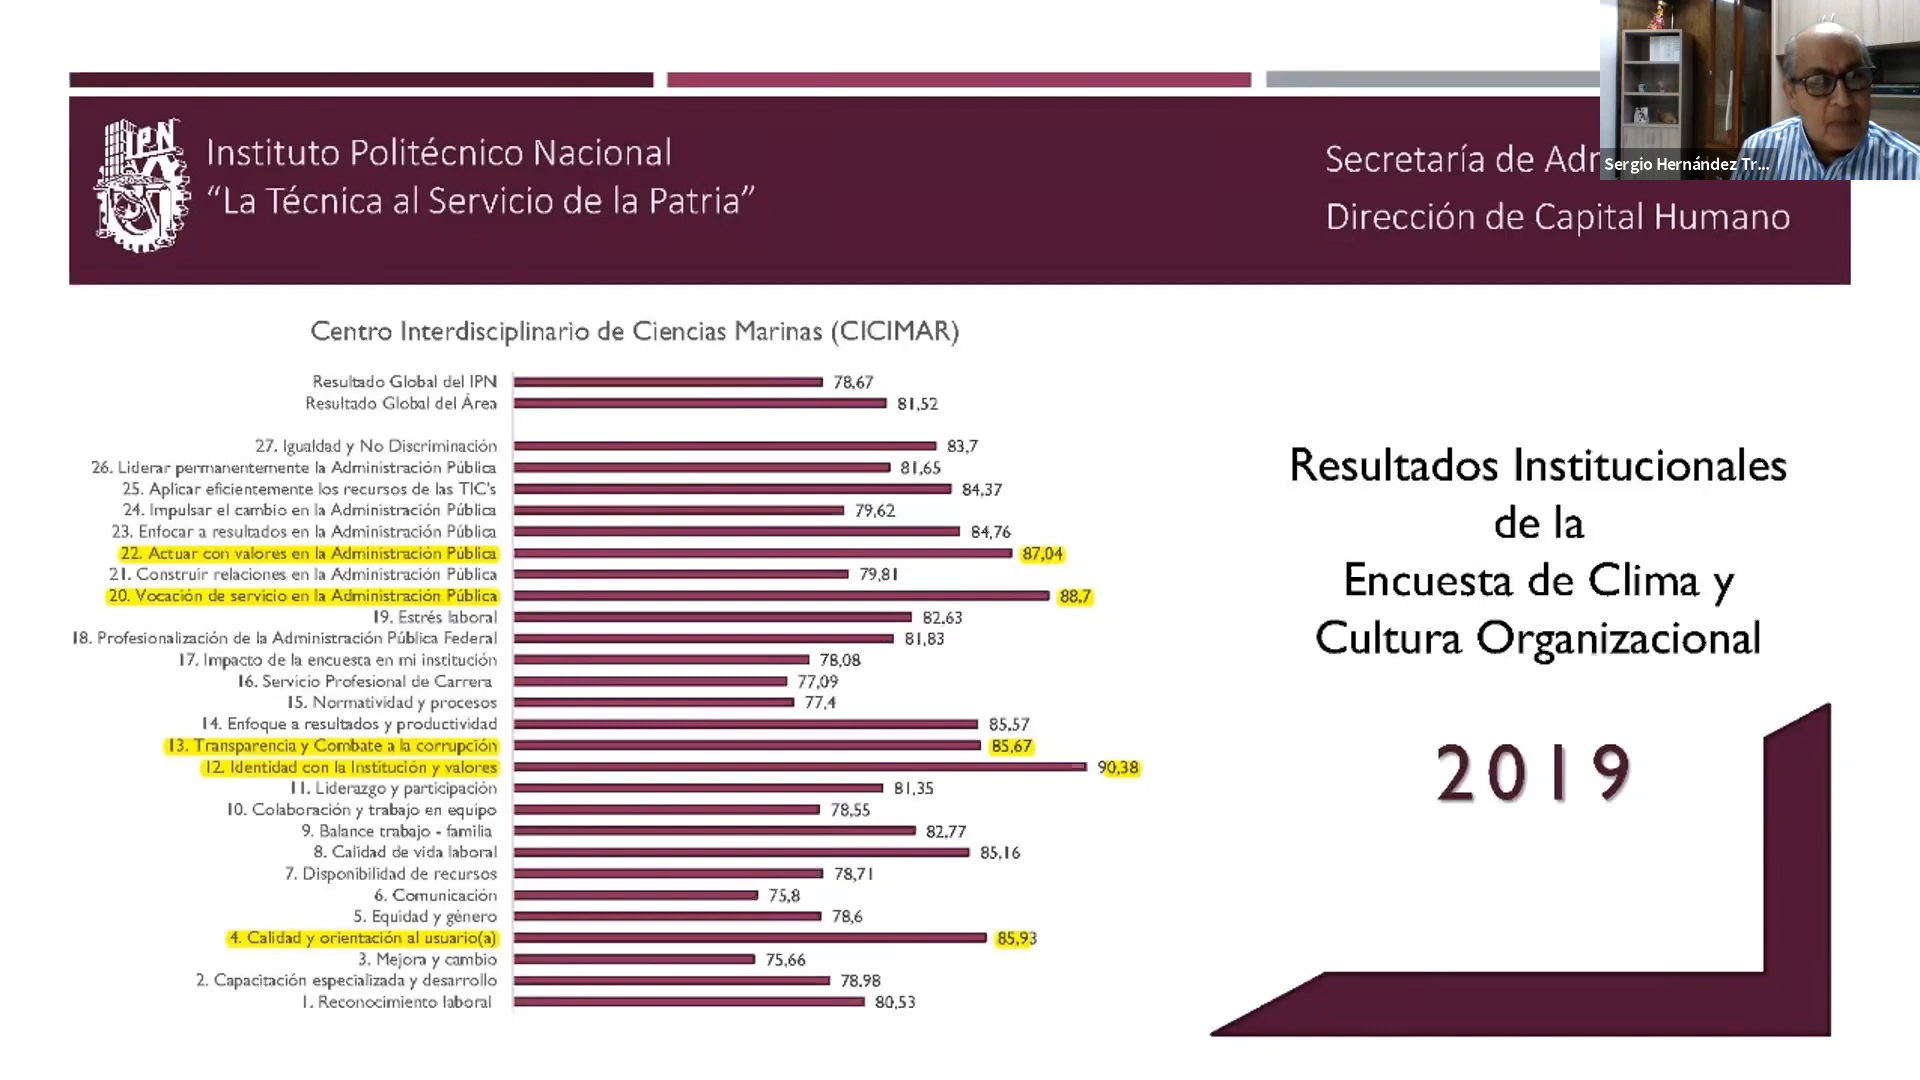 Instituto Politécnico Nacional
“La Técnica al Servicio de la Patria”
Secretaría de
Dirección de Capital Humano
Sergio Hernández Tr...
IPN
Centro Interdisciplinario de Ciencias Marinas (CICIMAR)
Resultado Global del IPN 78,67
Resultado Global del Área 81,52
27. Igualdad y No Discriminación 83,7
26. Liderar permanentemente la Administración Pública 81,65
25. Aplicar eficientemente los recursos de las TIC's 84,37
24. Impulsar el cambio en la Administración Pública 79,62
23. Enfocar a resultados en la Administración Pública 84,76
22. Actuar con valores en la Administración Pública 87,04
21. Construir relaciones en la Administración Pública 79,81
20. Vocación de servicio en la Administración Pública 88,7
19. Estrés laboral 82,63
18. Profesionalización de la Administración Pública Federal 81,83
17. Impacto de la encuesta en mi institución 78,08
16. Servicio Profesional de Carrera 77,09
15. Normatividad y procesos 77,4
14. Enfoque a resultados y productividad 85,57
13. Transparencia y Combate a la corrupción 85,67
12. Identidad con la Institución y valores 90,38
11. Liderazgo y participación 81,35
10. Colaboración y trabajo en equipo 78,55
9. Balance trabajo - familia 82,77
8. Calidad de vida laboral 85,16
7. Disponibilidad de recursos 78,71
6. Comunicación 75,8
5. Equidad y género 78,6
4. Calidad y orientación al usuario(a) 85,93
3. Mejora y cambio 75,66
2. Capacitación especializada y desarrollo 78,98
1. Reconocimiento laboral 80,53
Resultados Institucionales
de la
Encuesta de Clima y
Cultura Organizacional
2019